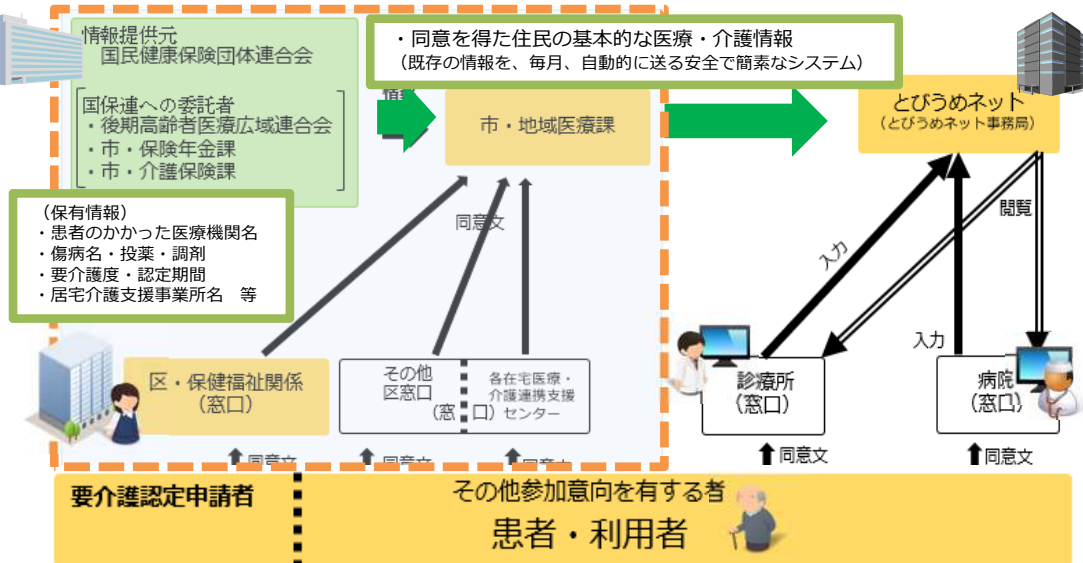 情報提供元
国民健康保険団体連合会
国保連への委託者
・後期高齢者医療広域連合会
・市・保険年金課
・市・介護保険課
・同意を得た住民の基本的な医療・介護情報
（既存の情報を、毎月、自動的に送る安全で簡素なシステム）
市・地域医療課
とびうめネット
（とびうめネット事務局）
（保有情報）
・患者のかかった医療機関名
・傷病名・投薬・調剤
・要介護度・認定期間
・居宅介護支援事業所名　等
同意文
入力
閲覧
入力
区・保健福祉関係
（窓口）
その他
区窓口
（窓
各在宅医療・
介護連携支援
口）センター
診療所
（窓口）
病院
（窓口）
同意文
同意文
同意文
同意文
要介護認定申請者
その他参加意向を有する者
患者・利用者